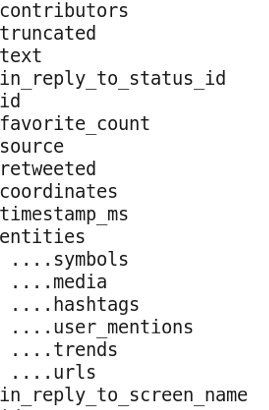 contributors
truncated
text
in_reply_to_status_id
id
favorite_count
source
retweeted
coordinates
timestamp_ms
entities
....symbols
....media
....hashtags
....user_mentions
....trends
....urls
in_reply_to_screen_name